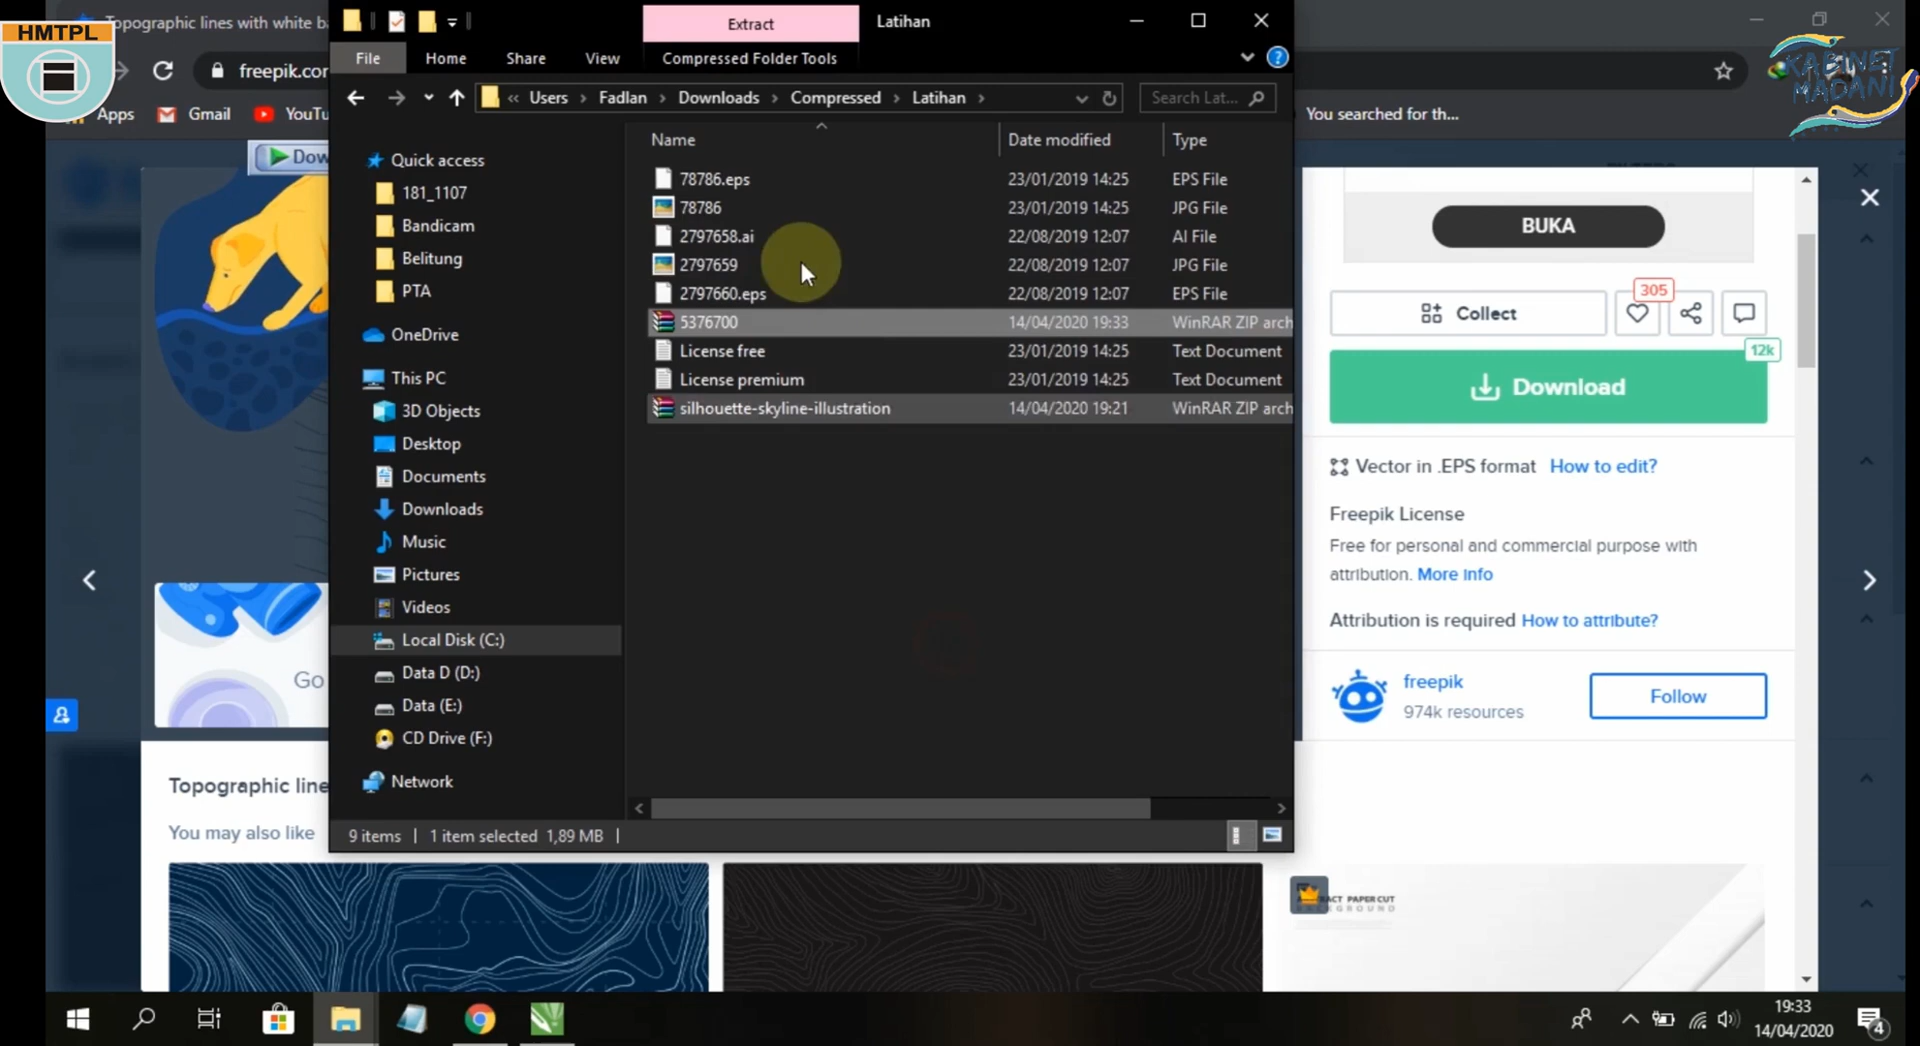 HMTPL
Topographic lines with white ba
freepik.cor
Apps
Gmail
YouTu
Dow
Extract
Latihan
File
Home
Share
View
Compressed Folder Tools
« Users > Fadlan > Downloads > Compressed > Latihan >
Search Lat...
Name
Date modified
Type
Quick access
181_1107
Bandicam
Belitung
PTA
OneDrive
This PC
3D Objects
Desktop
Documents
Downloads
Music
Pictures
Videos
Local Disk (C:)
Data D (D:)
Data (E:)
CD Drive (F:)
Network
78786.eps 23/01/2019 14:25 EPS File
78786 23/01/2019 14:25 JPG File
2797658.ai 22/08/2019 12:07 AI File
2797659 22/08/2019 12:07 JPG File
2797660.eps 22/08/2019 12:07 EPS File
5376700 14/04/2020 19:33 WinRAR ZIP arch
License free 23/01/2019 14:25 Text Document
License premium 23/01/2019 14:25 Text Document
silhouette-skyline-illustration 14/04/2020 19:21 WinRAR ZIP arch
9 items | 1 item selected 1,89 MB |
KABINET
MADANI
You searched for th...
BUKA
305
Collect
12k
Download
Vector in .EPS format How to edit?
Freepik License
Free for personal and commercial purpose with
attribution. More info
Attribution is required How to attribute?
freepik
974k resources
Follow
Go
Topographic line
You may also like
ACT PAPER CUT
BACKGROUND
19:33
14/04/2020
4